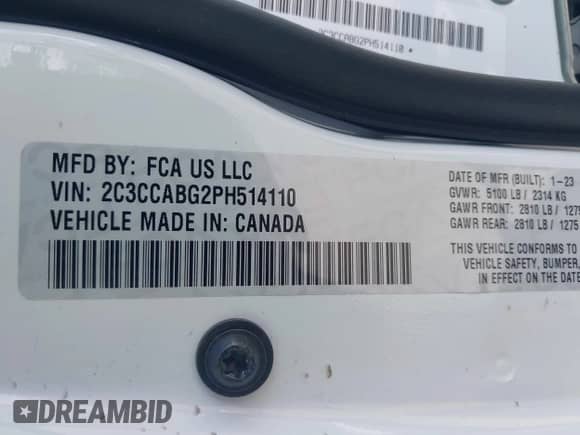 2C3CCABG2PH514110 *
MFD BY: FCA US LLC
VIN: 2C3CCABG2PH514110
VEHICLE MADE IN: CANADA
DATE OF MFR (BUILT): 1-23
GVWR: 5100 LB / 2314 KG
GAWR FRONT: 2810 LB / 1275
GAWR REAR: 2810 LB / 1275
THIS VEHICLE CONFORMS TO
VEHICLE SAFETY, BUMPER,
IN EFFECT ON THE DATE
DREAMBID